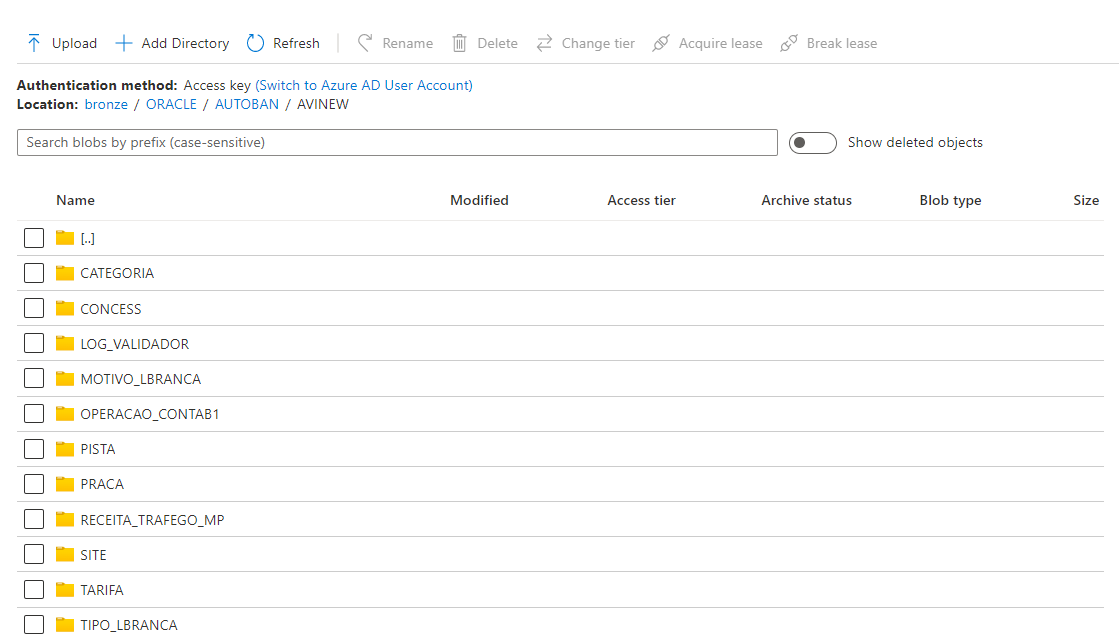 Upload Add Directory Refresh Rename Delete Change tier Acquire lease Break lease
Authentication method: Access key (Switch to Azure AD User Account)
Location: bronze / ORACLE / AUTOBAN / AVINEW
Search blobs by prefix (case-sensitive) Show deleted objects
Name Modified Access tier Archive status Blob type Size
[..]
CATEGORIA
CONCESS
LOG_VALIDADOR
MOTIVO_LBRANCA
OPERACAO_CONTAB1
PISTA
PRACA
RECEITA_TRAFEGO_MP
SITE
TARIFA
TIPO_LBRANCA